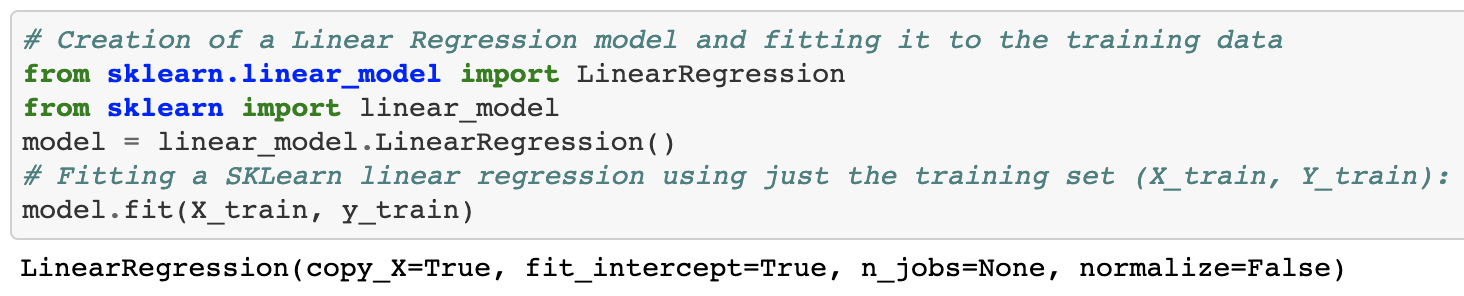 # Creation of a Linear Regression model and fitting it to the training data
from sklearn.linear_model import LinearRegression
from sklearn import linear_model
model = linear_model.LinearRegression()
# Fitting a SKLearn linear regression using just the training set (X_train, Y_train):
model.fit(X_train, y_train)
LinearRegression(copy_X=True, fit_intercept=True, n_jobs=None, normalize=False)